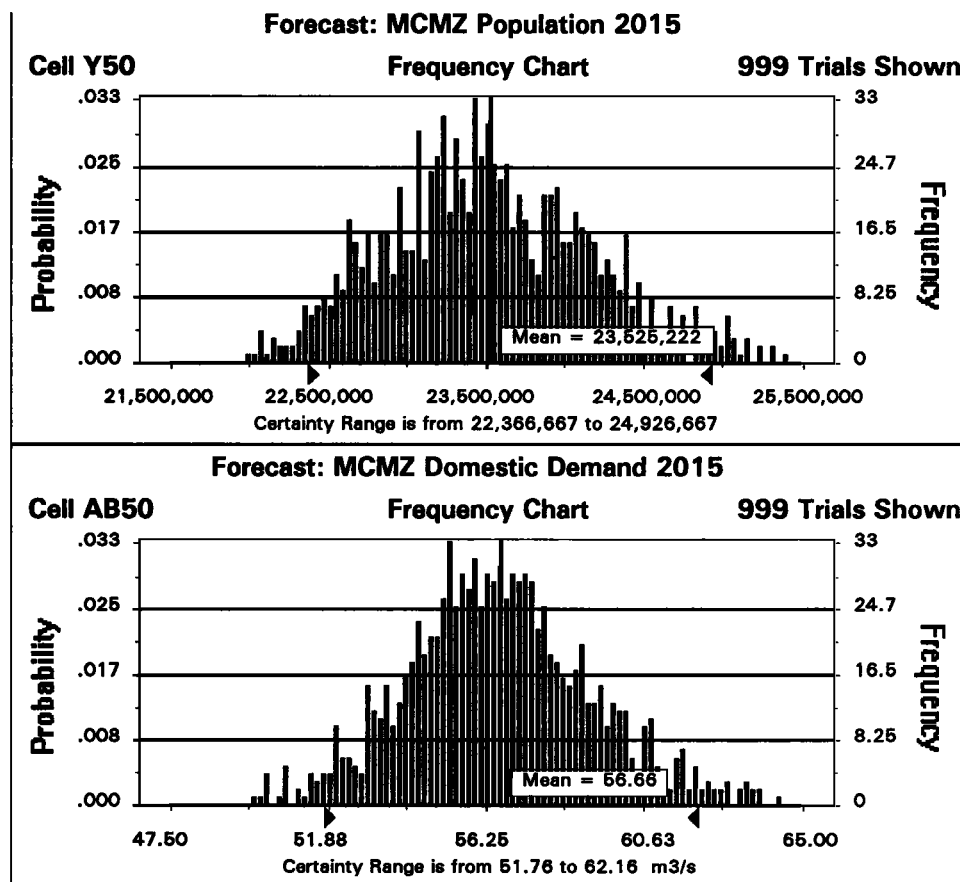 Forecast: MCMZ Population 2015
Cell Y50 Frequency Chart 999 Trials Shown
.033 33
.025 24.7
.017 16.5
.008 8.25
.000 0
Probability
Frequency
Mean = 23,525,222
21,500,000 22,500,000 23,500,000 24,500,000 25,500,000
Certainty Range is from 22,366,667 to 24,926,667
Forecast: MCMZ Domestic Demand 2015
Cell AB50 Frequency Chart 999 Trials Shown
.033 33
.025 24.7
.017 16.5
.008 8.25
.000 0
Probability
Frequency
Mean = 56.66
47.50 51.88 56.25 60.63 65.00
Certainty Range is from 51.76 to 62.16 m3/s